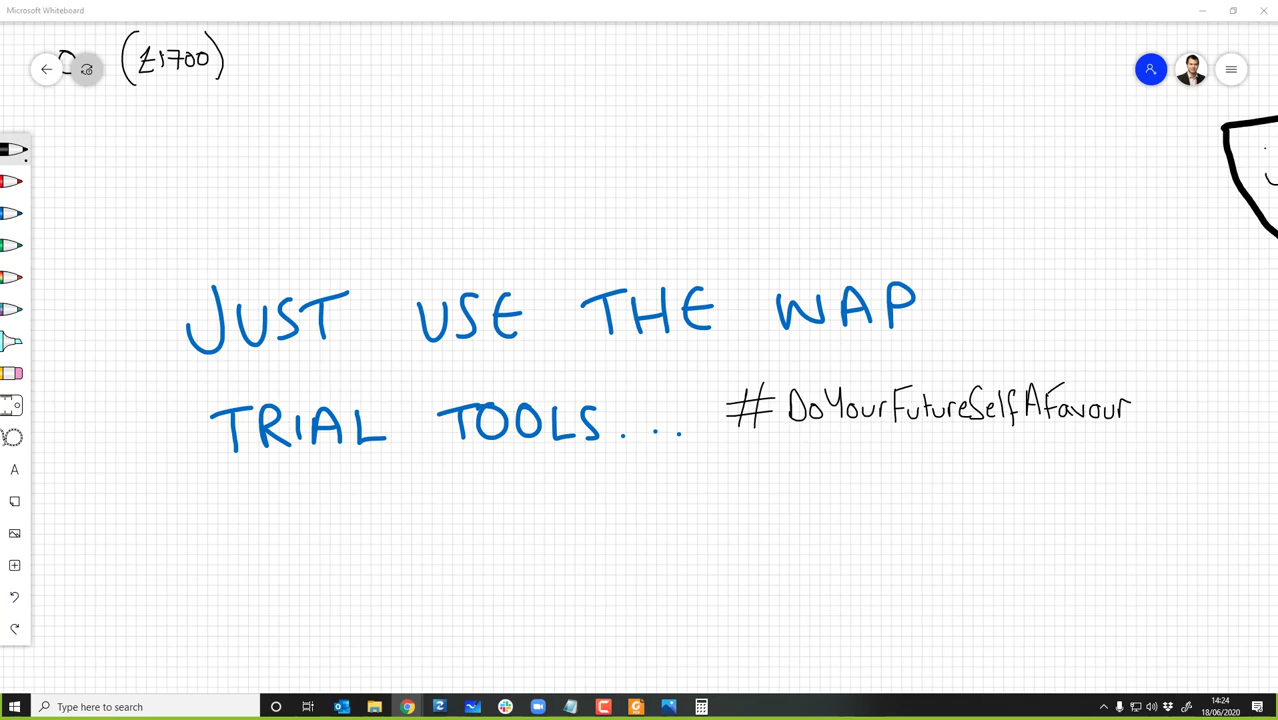 Microsoft Whiteboard
(£1700)
JUST USE THE WAP
TRIAL TOOLS...
#DoYourFutureSelfAFavour
A
Type here to search
14:24
18/06/2020